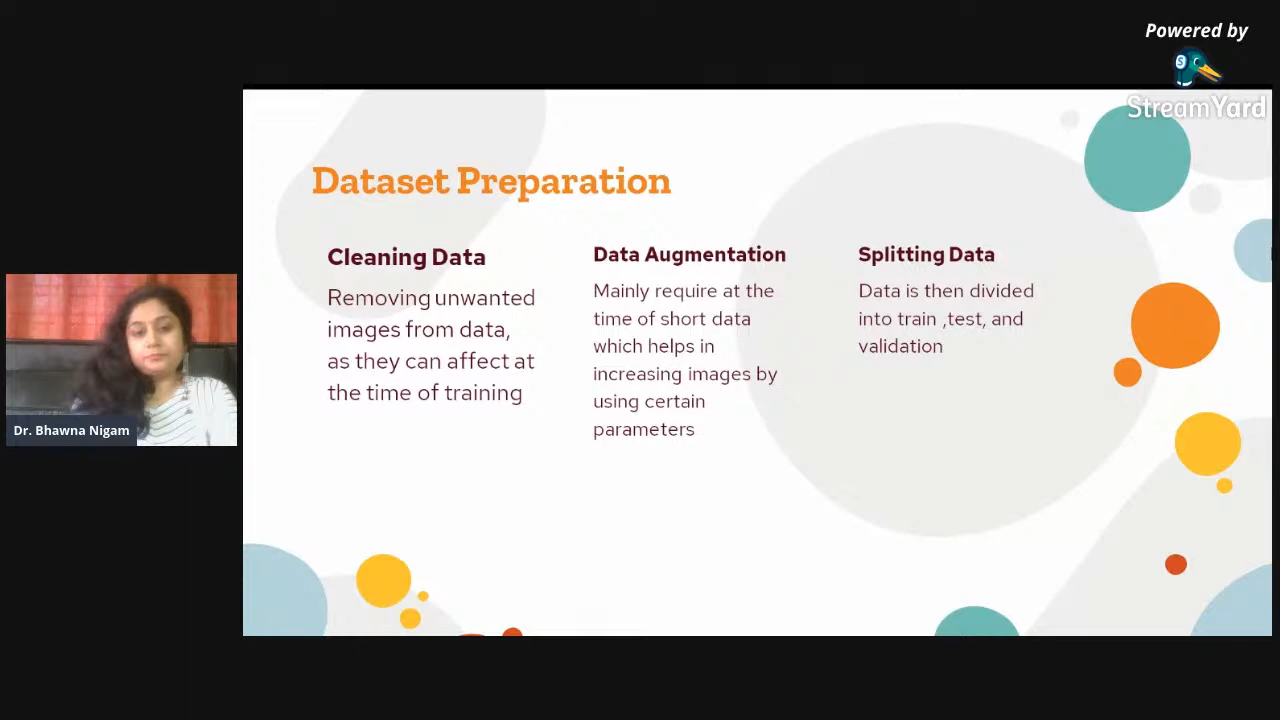 Powered by
StreamYard
Dataset Preparation
Cleaning Data
Removing unwanted
images from data,
as they can affect at
the time of training
Data Augmentation
Mainly require at the
time of short data
which helps in
increasing images by
using certain
parameters
Splitting Data
Data is then divided
into train ,test, and
validation
Dr. Bhawna Nigam